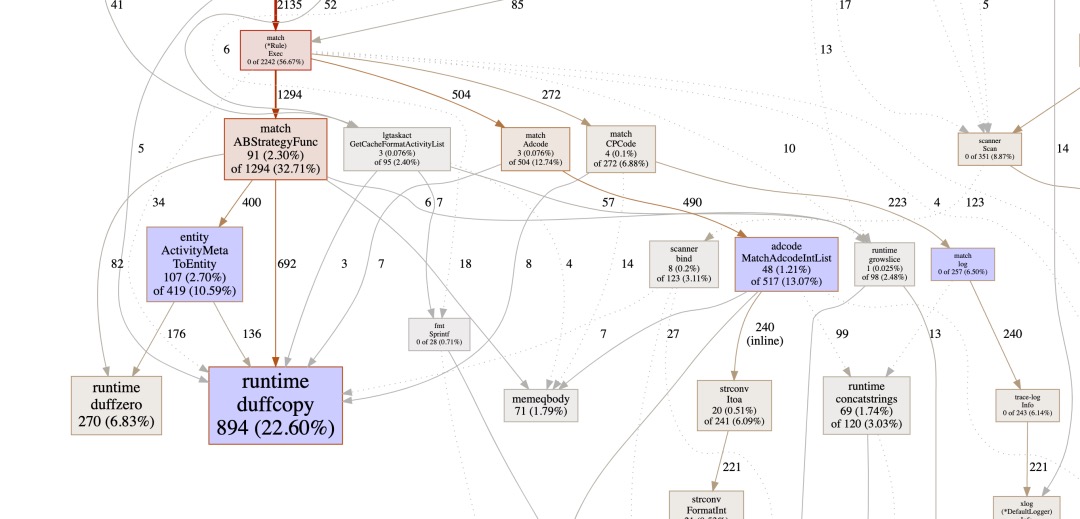 41
2135
52
85
17
5
match
(*Rule)
Exec
0 of 2242 (56.67%)
6
13
1294
504
272
match
ABStrategyFunc
91 (2.30%)
of 1294 (32.71%)
lgtaskact
GetCacheFormatActivityList
3 (0.076%)
of 95 (2.40%)
match
Adcode
3 (0.076%)
of 504 (12.74%)
match
CPCode
4 (0.1%)
of 272 (6.88%)
scanner
Scan
0 of 351 (8.87%)
5
10
14
34
400
6
7
57
490
223
4
123
entity
ActivityMeta
ToEntity
107 (2.70%)
of 419 (10.59%)
scanner
bind
8 (0.2%)
of 123 (3.11%)
adcode
MatchAdcodeIntList
48 (1.21%)
of 517 (13.07%)
runtime
growslice
1 (0.025%)
of 98 (2.48%)
match
log
0 of 257 (6.50%)
82
692
3
7
18
8
4
14
176
136
fmt
Sprintf
0 of 28 (0.71%)
7
27
240
(inline)
99
13
240
runtime
duffzero
270 (6.83%)
runtime
duffcopy
894 (22.60%)
memeqbody
71 (1.79%)
strconv
Itoa
20 (0.51%)
of 241 (6.09%)
runtime
concatstrings
69 (1.74%)
of 120 (3.03%)
trace-log
Info
0 of 243 (6.14%)
221
221
strconv
FormatInt
xlog
(*DefaultLogger)